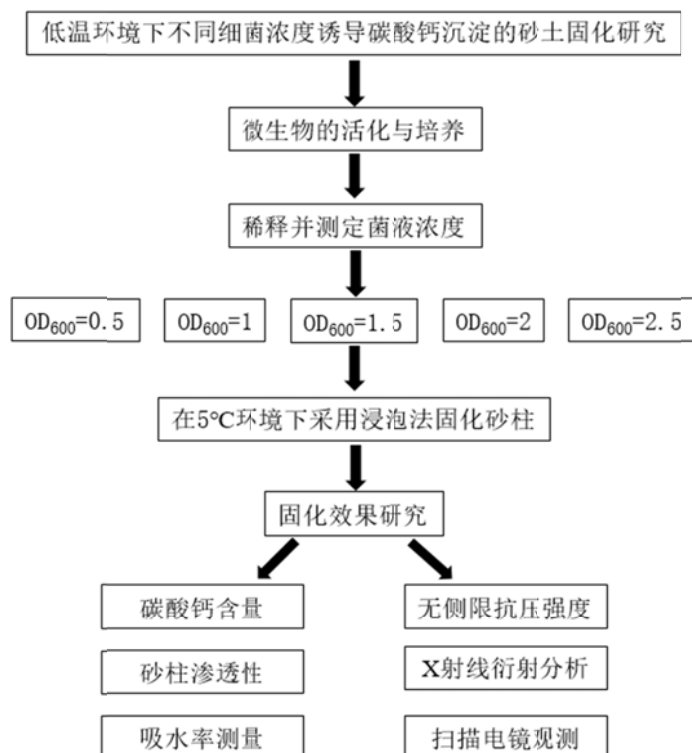 低温环境下不同细菌浓度诱导碳酸钙沉淀的砂土固化研究
微生物的活化与培养
稀释并测定菌液浓度
OD₆₀₀=0.5
OD₆₀₀=1
OD₆₀₀=1.5
OD₆₀₀=2
OD₆₀₀=2.5
在5℃环境下采用浸泡法固化砂柱
固化效果研究
碳酸钙含量
无侧限抗压强度
砂柱渗透性
X射线衍射分析
吸水率测量
扫描电镜观测